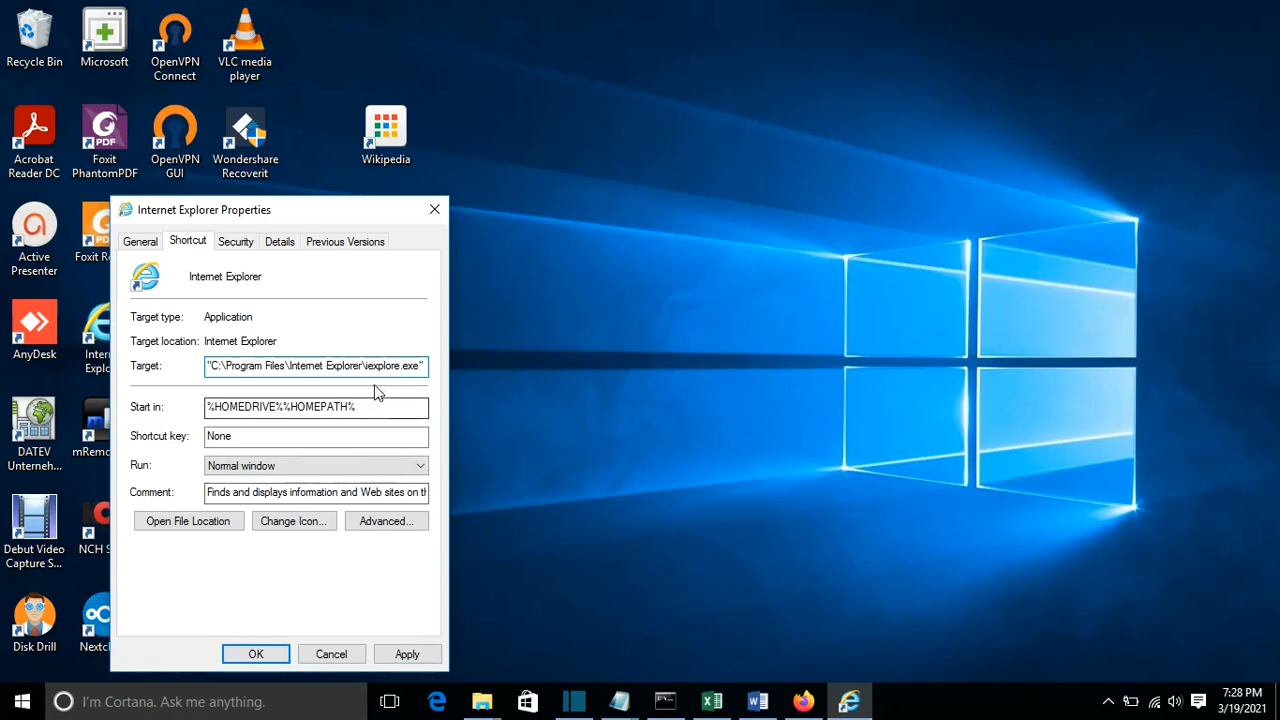 Recycle Bin
Microsoft
OpenVPN
Connect
VLC media
player
Acrobat
Reader DC
Foxit
PhantomPDF
OpenVPN
GUI
Wondershare
Recoverit
Wikipedia
Active
Presenter
Foxit R
AnyDesk
Intern
Explo
DATEV
Unterneh...
mRemo
Debut Video
Capture S...
NCH S
Disk Drill
Nextcl
Internet Explorer Properties
General
Shortcut
Security
Details
Previous Versions
Internet Explorer
Target type:
Application
Target location:
Internet Explorer
Target:
"C:\Program Files\Internet Explorer\iexplore.exe"
Start in:
%HOMEDRIVE%%HOMEPATH%
Shortcut key:
None
Run:
Normal window
Comment:
Finds and displays information and Web sites on th
Open File Location
Change Icon...
Advanced...
OK
Cancel
Apply
I'm Cortana. Ask me anything.
7:28 PM
3/19/2021